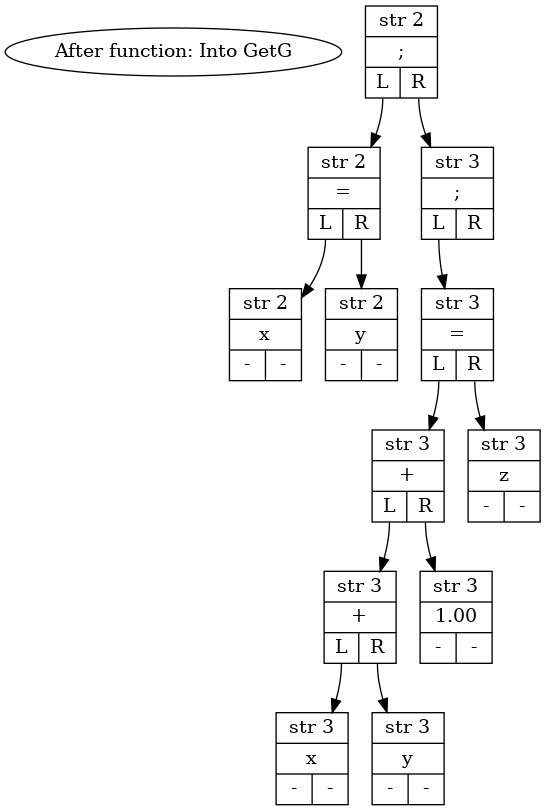 After function: Into GetG
str 2
;
L R
str 2
=
L R
str 3
;
L R
str 2
x
- -
str 2
y
- -
str 3
=
L R
str 3
+
L R
str 3
z
- -
str 3
+
L R
str 3
1.00
- -
str 3
x
- -
str 3
y
- -